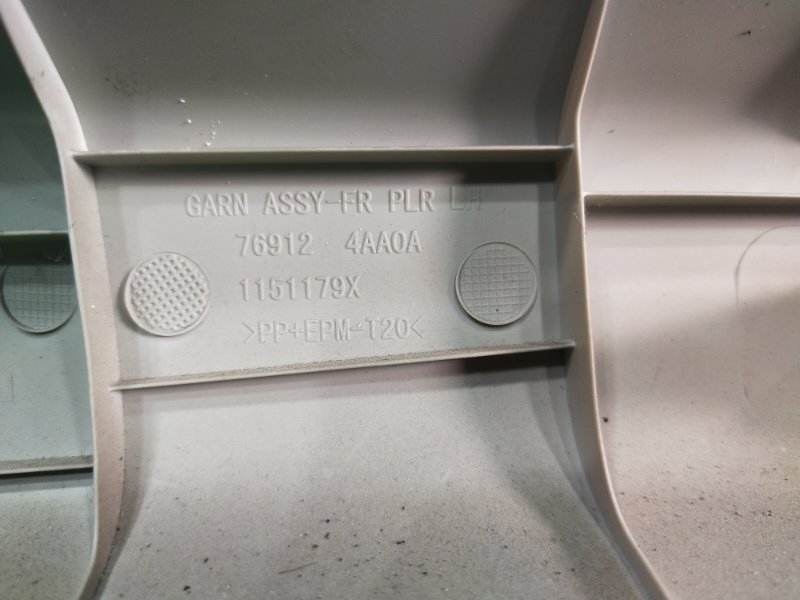 GARN ASSY-FR PLR LH
76912 4AA0A
1151179X
>PP+EPM-T20<